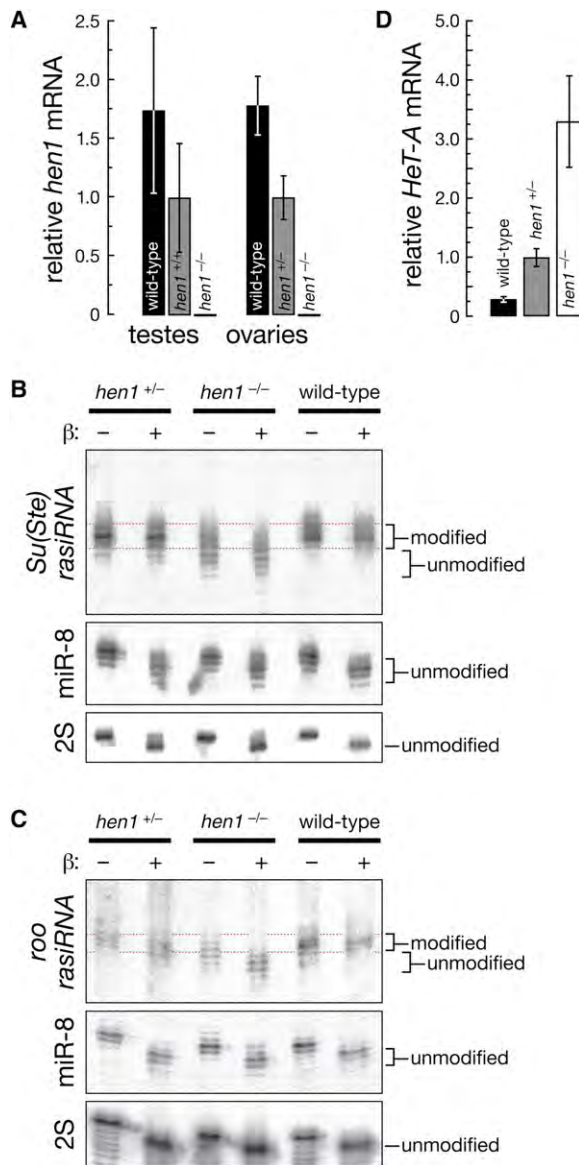 A
relative hen1 mRNA
2.5
2.0
1.5
1.0
0.5
0
wild-type
hen1 +/–
hen1 –/–
wild-type
hen1 +/–
hen1 –/–
testes
ovaries
D
relative HeT-A mRNA
5.0
4.0
3.0
2.0
1.0
0
wild-type
hen1 +/–
hen1 –/–
B
hen1 +/–
hen1 –/–
wild-type
β: – + – + – +
Su(Ste)
rasiRNA
modified
unmodified
miR-8
unmodified
2S
unmodified
C
hen1 +/–
hen1 –/–
wild-type
β: – + – + – +
roo
rasiRNA
modified
unmodified
miR-8
unmodified
2S
unmodified